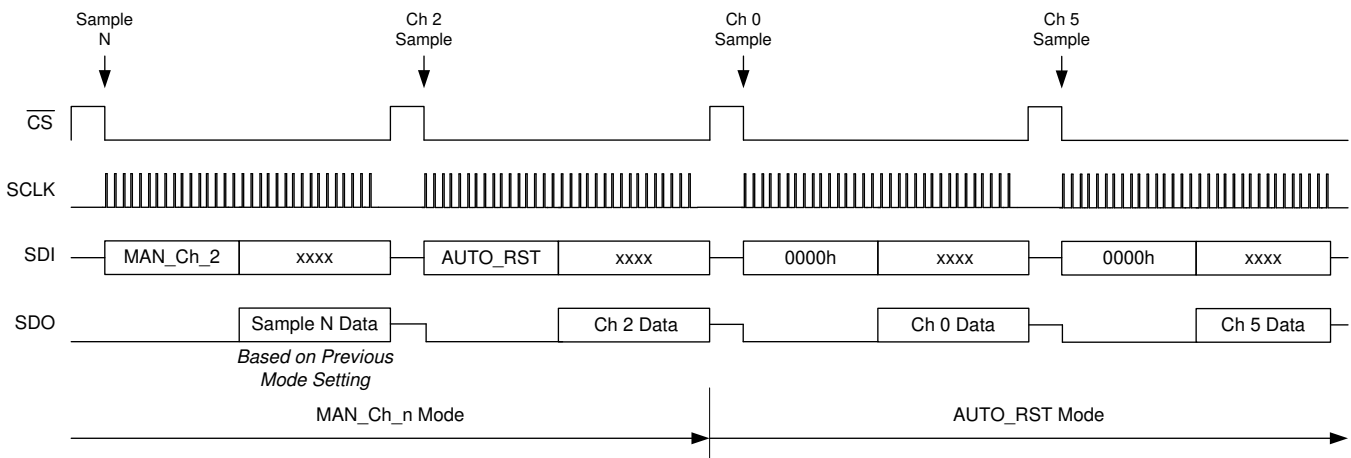 Sample
N
Ch 2
Sample
Ch 0
Sample
Ch 5
Sample
CS
SCLK
SDI
MAN_Ch_2
xxxx
AUTO_RST
xxxx
0000h
xxxx
0000h
xxxx
SDO
Sample N Data
Ch 2 Data
Ch 0 Data
Ch 5 Data
Based on Previous
Mode Setting
MAN_Ch_n Mode
AUTO_RST Mode